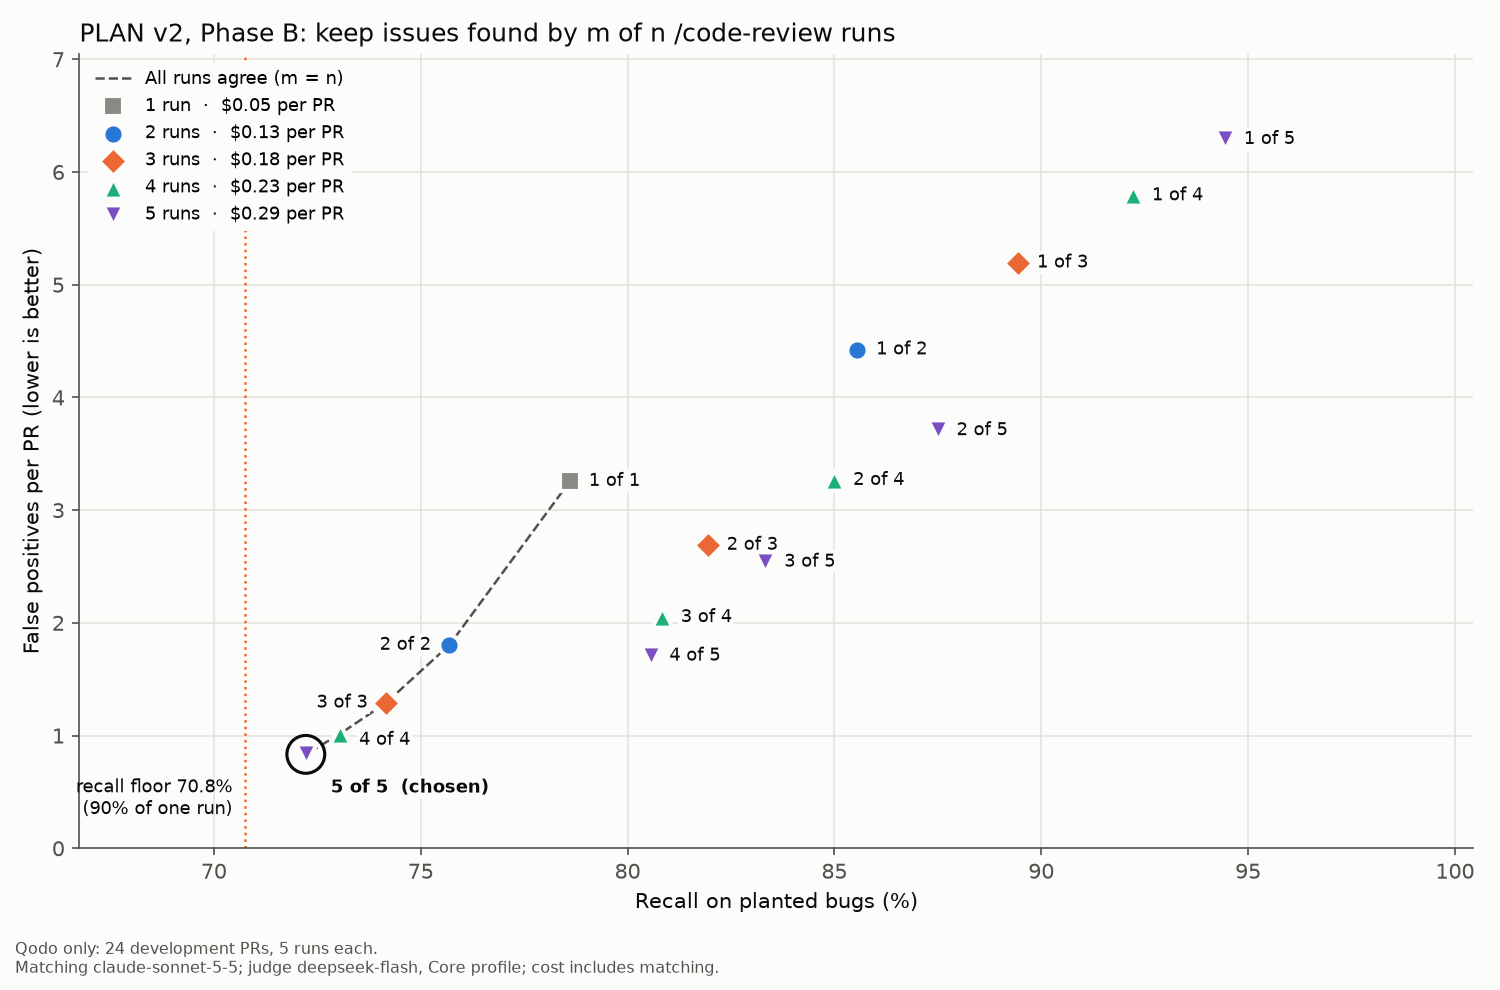 PLAN v2, Phase B: keep issues found by m of n /code-review runs
All runs agree (m = n)
1 run · $0.05 per PR
2 runs · $0.13 per PR
3 runs · $0.18 per PR
4 runs · $0.23 per PR
5 runs · $0.29 per PR
False positives per PR (lower is better)
7
6
5
4
3
2
1
0
1 of 5
1 of 4
1 of 3
1 of 2
2 of 5
2 of 4
1 of 1
2 of 3
3 of 5
3 of 4
2 of 2
4 of 5
3 of 3
4 of 4
recall floor 70.8%
(90% of one run)
5 of 5 (chosen)
70
75
80
85
90
95
100
Recall on planted bugs (%)
Qodo only: 24 development PRs, 5 runs each.
Matching claude-sonnet-5-5; judge deepseek-flash, Core profile; cost includes matching.